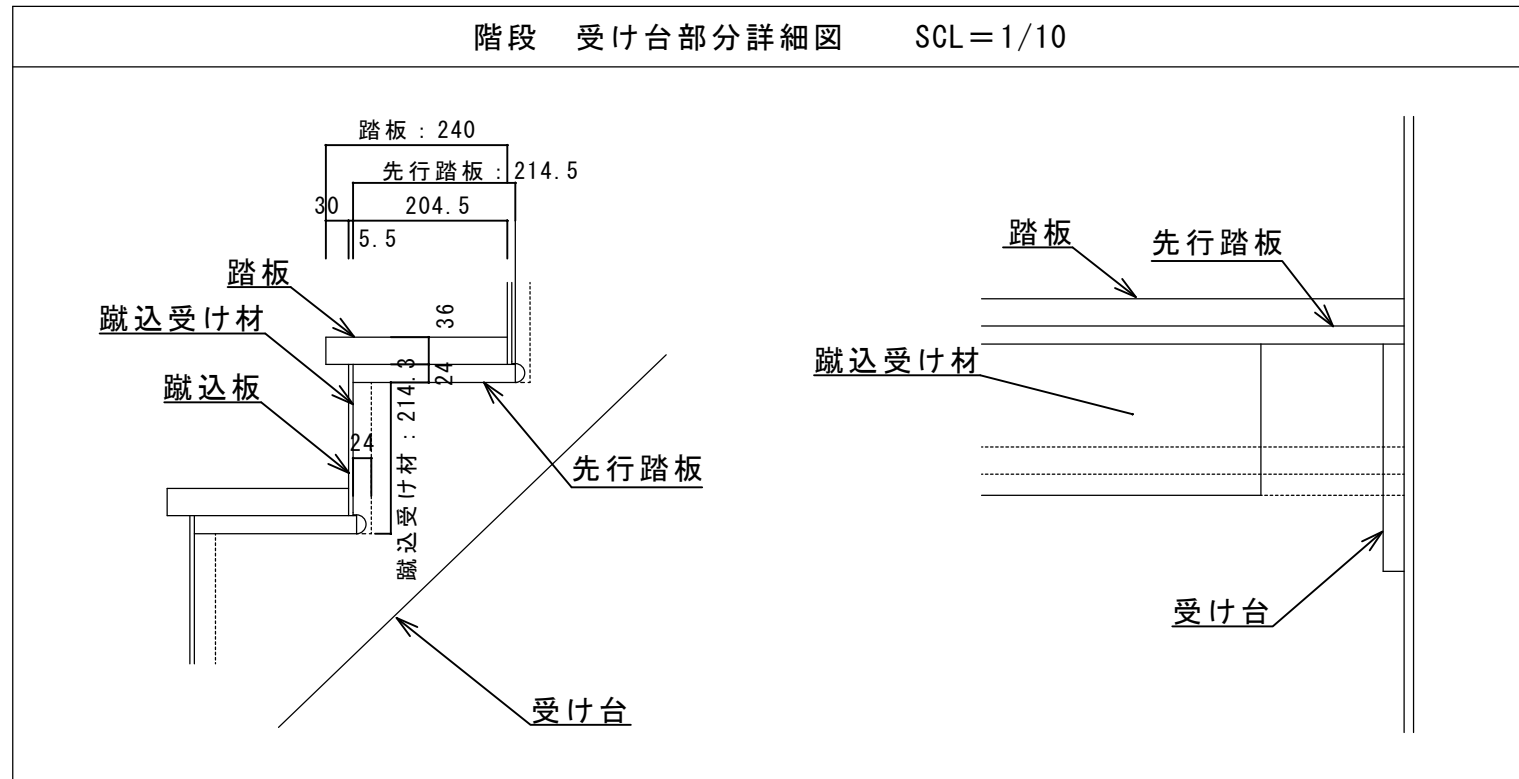 階段　受け台部分詳細図　　SCL＝1/10
踏板：240
先行踏板：214.5
30
204.5
5.5
踏板
36
蹴込受け材
24
蹴込板
蹴込受け材：214.3
24
先行踏板
受け台
踏板
先行踏板
蹴込受け材
受け台